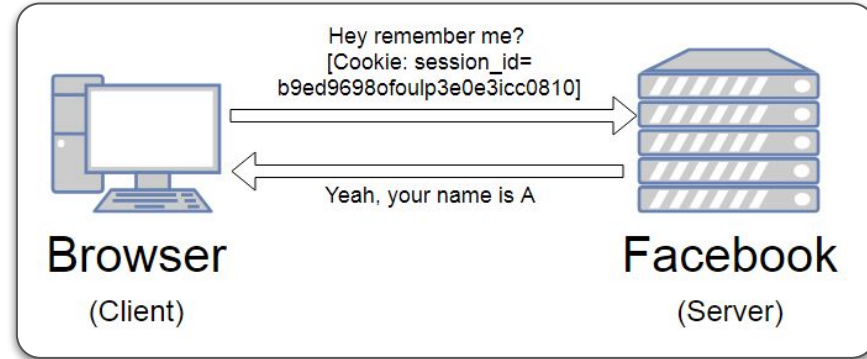 Hey remember me?
[Cookie: session_id=
b9ed9698ofoulp3e0e3icc0810]
Yeah, your name is A
Browser
(Client)
Facebook
(Server)